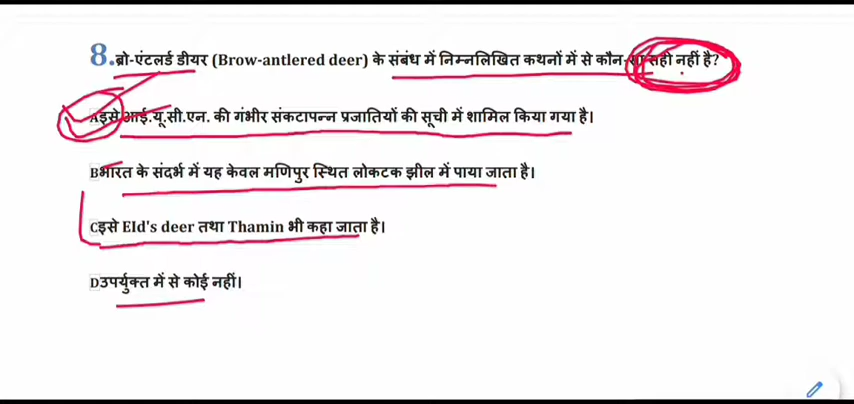 8.ब्रो-एंटलर्ड डीयर (Brow-antlered deer) के संबंध में निम्नलिखित कथनों में से कौन-सा सही नहीं है?
Aइसे आई.यू.सी.एन. की गंभीर संकटापन्न प्रजातियों की सूची में शामिल किया गया है।
Bभारत के संदर्भ में यह केवल मणिपुर स्थित लोकटक झील में पाया जाता है।
Cइसे Eld's deer तथा Thamin भी कहा जाता है।
Dउपर्युक्त में से कोई नहीं।